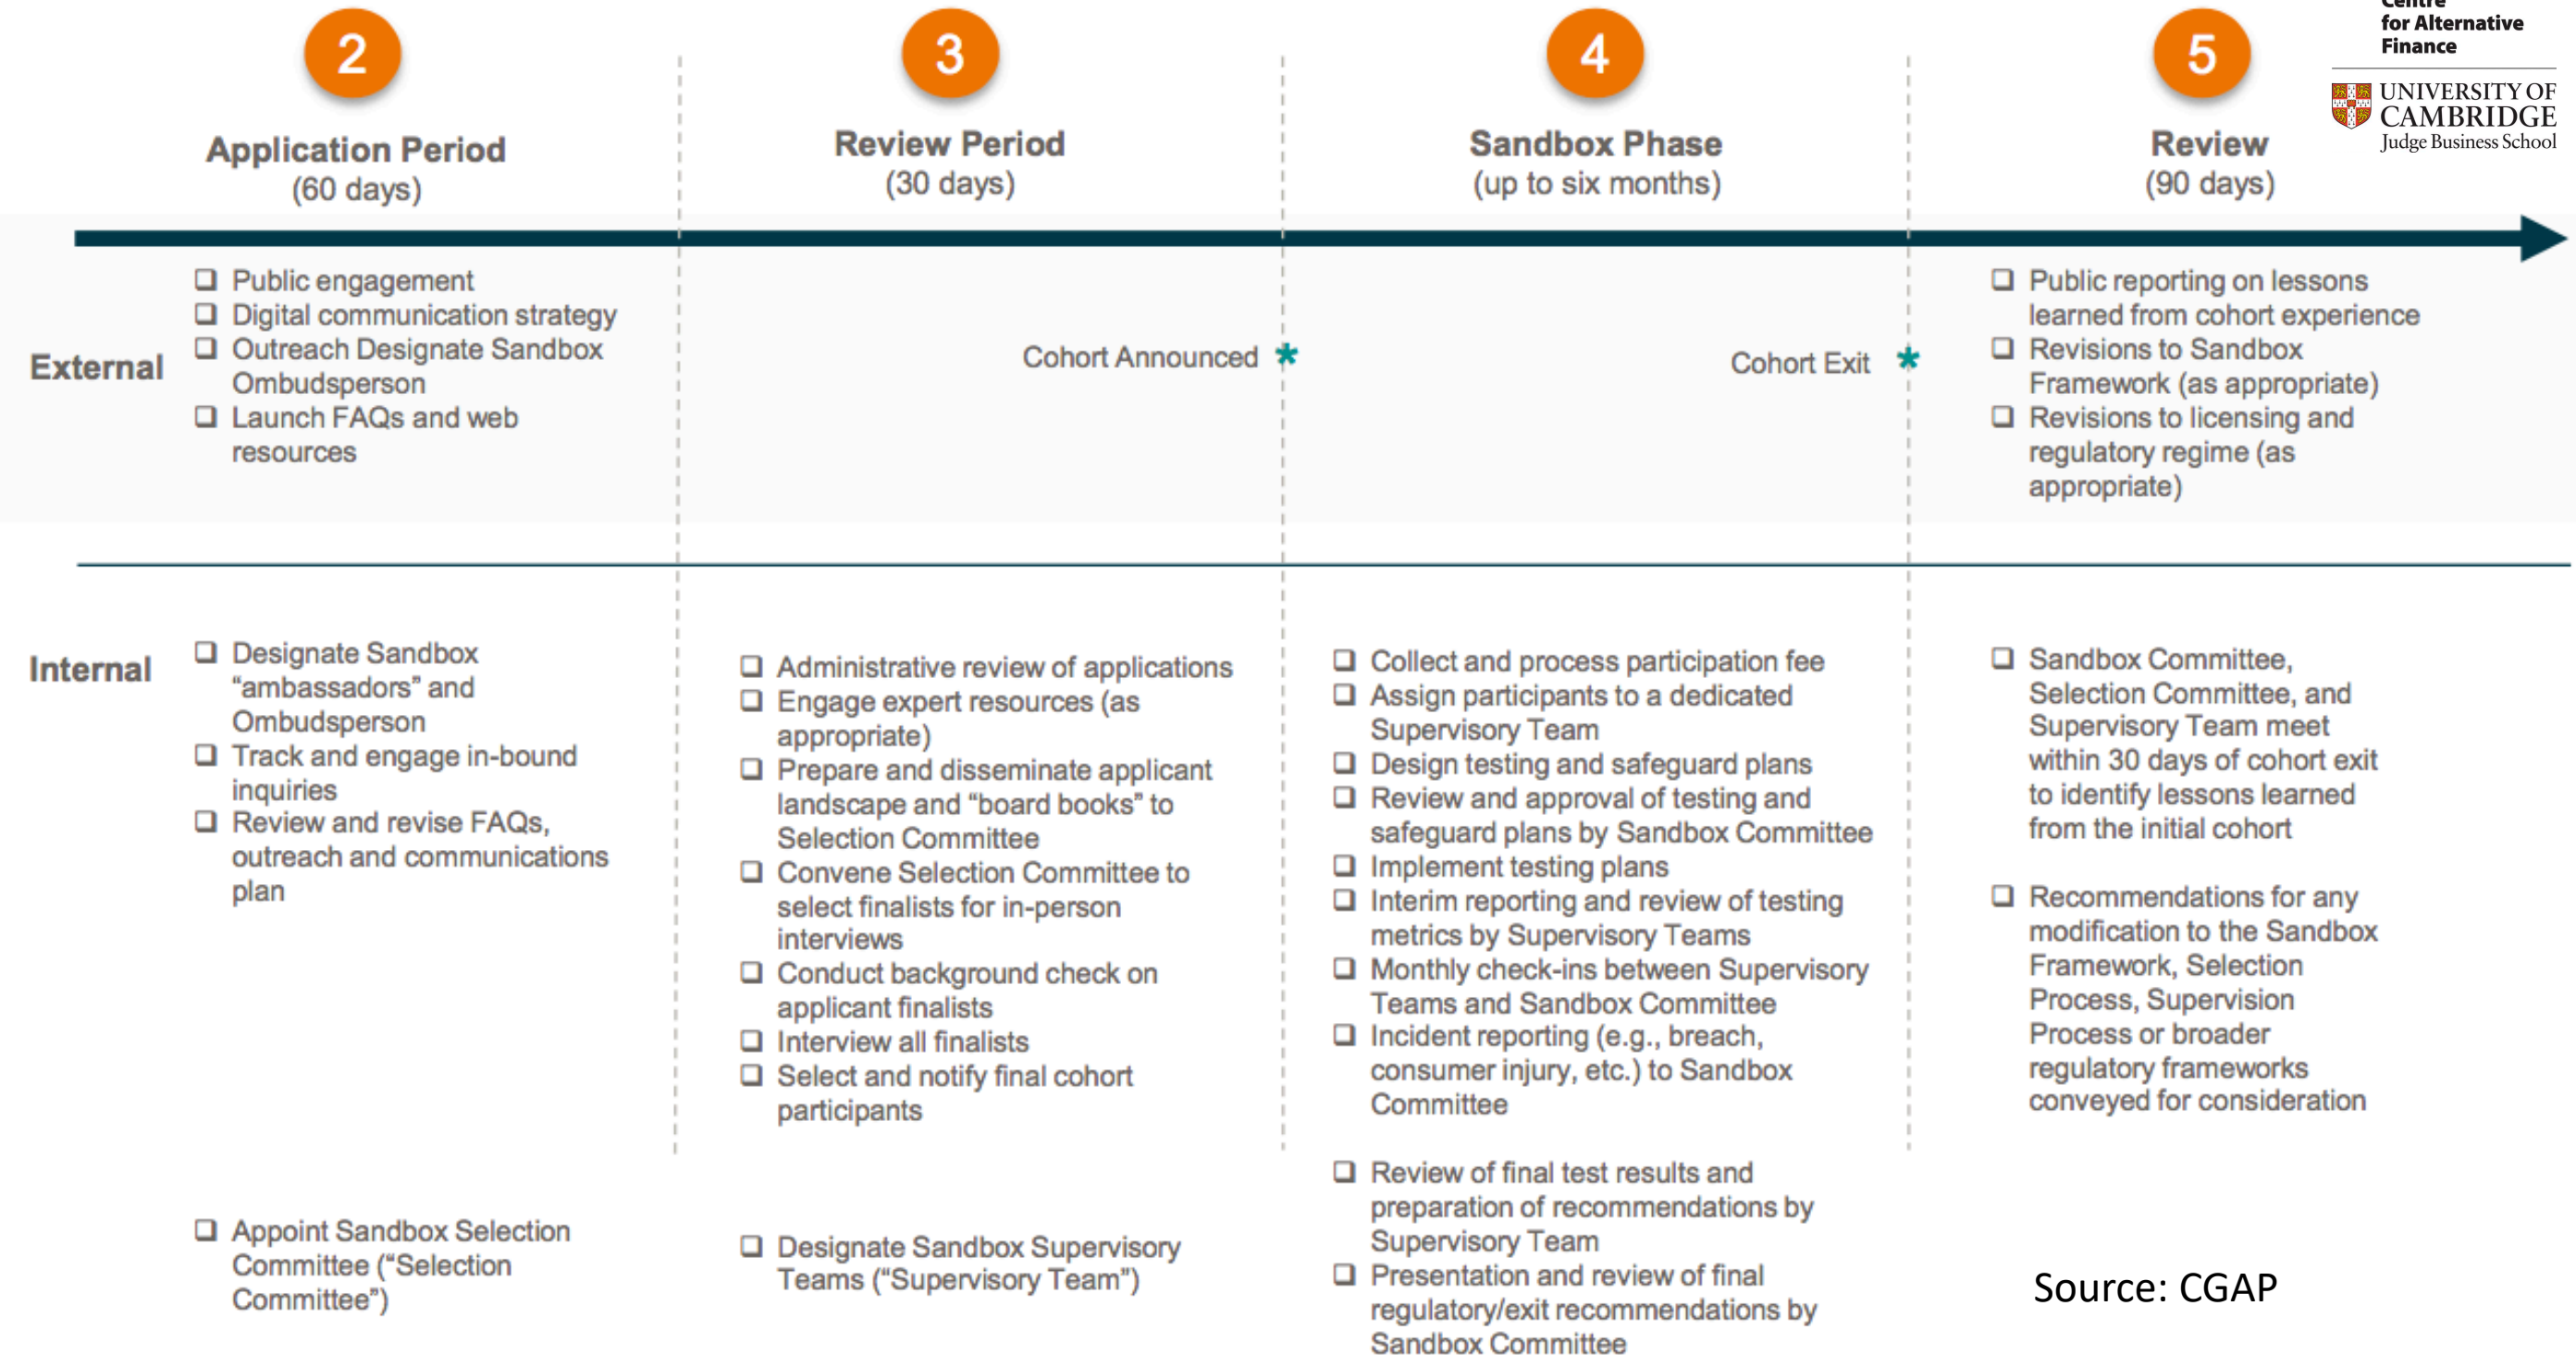 2
3
4
5
Centre
for Alternative
Finance
UNIVERSITY OF
CAMBRIDGE
Judge Business School
Application Period
(60 days)
Review Period
(30 days)
Sandbox Phase
(up to six months)
Review
(90 days)
External
❑ Public engagement
❑ Digital communication strategy
❑ Outreach Designate Sandbox
Ombudsperson
❑ Launch FAQs and web
resources
Cohort Announced *
Cohort Exit *
❑ Public reporting on lessons
learned from cohort experience
❑ Revisions to Sandbox
Framework (as appropriate)
❑ Revisions to licensing and
regulatory regime (as
appropriate)
Internal
❑ Designate Sandbox
“ambassadors” and
Ombudsperson
❑ Track and engage in-bound
inquiries
❑ Review and revise FAQs,
outreach and communications
plan
❑ Appoint Sandbox Selection
Committee (“Selection
Committee”)
❑ Administrative review of applications
❑ Engage expert resources (as
appropriate)
❑ Prepare and disseminate applicant
landscape and “board books” to
Selection Committee
❑ Convene Selection Committee to
select finalists for in-person
interviews
❑ Conduct background check on
applicant finalists
❑ Interview all finalists
❑ Select and notify final cohort
participants
❑ Designate Sandbox Supervisory
Teams (“Supervisory Team”)
❑ Collect and process participation fee
❑ Assign participants to a dedicated
Supervisory Team
❑ Design testing and safeguard plans
❑ Review and approval of testing and
safeguard plans by Sandbox Committee
❑ Implement testing plans
❑ Interim reporting and review of testing
metrics by Supervisory Teams
❑ Monthly check-ins between Supervisory
Teams and Sandbox Committee
❑ Incident reporting (e.g., breach,
consumer injury, etc.) to Sandbox
Committee
❑ Review of final test results and
preparation of recommendations by
Supervisory Team
❑ Presentation and review of final
regulatory/exit recommendations by
Sandbox Committee
❑ Sandbox Committee,
Selection Committee, and
Supervisory Team meet
within 30 days of cohort exit
to identify lessons learned
from the initial cohort
❑ Recommendations for any
modification to the Sandbox
Framework, Selection
Process, Supervision
Process or broader
regulatory frameworks
conveyed for consideration
Source: CGAP